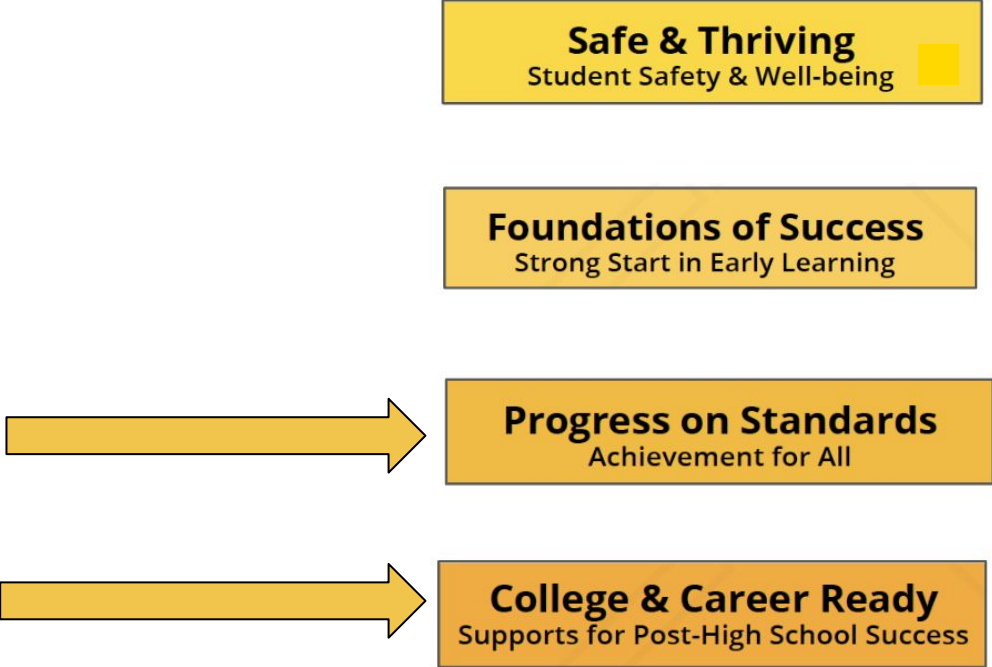 Safe & Thriving
Student Safety & Well-being
Foundations of Success
Strong Start in Early Learning
Progress on Standards
Achievement for All
College & Career Ready
Supports for Post-High School Success